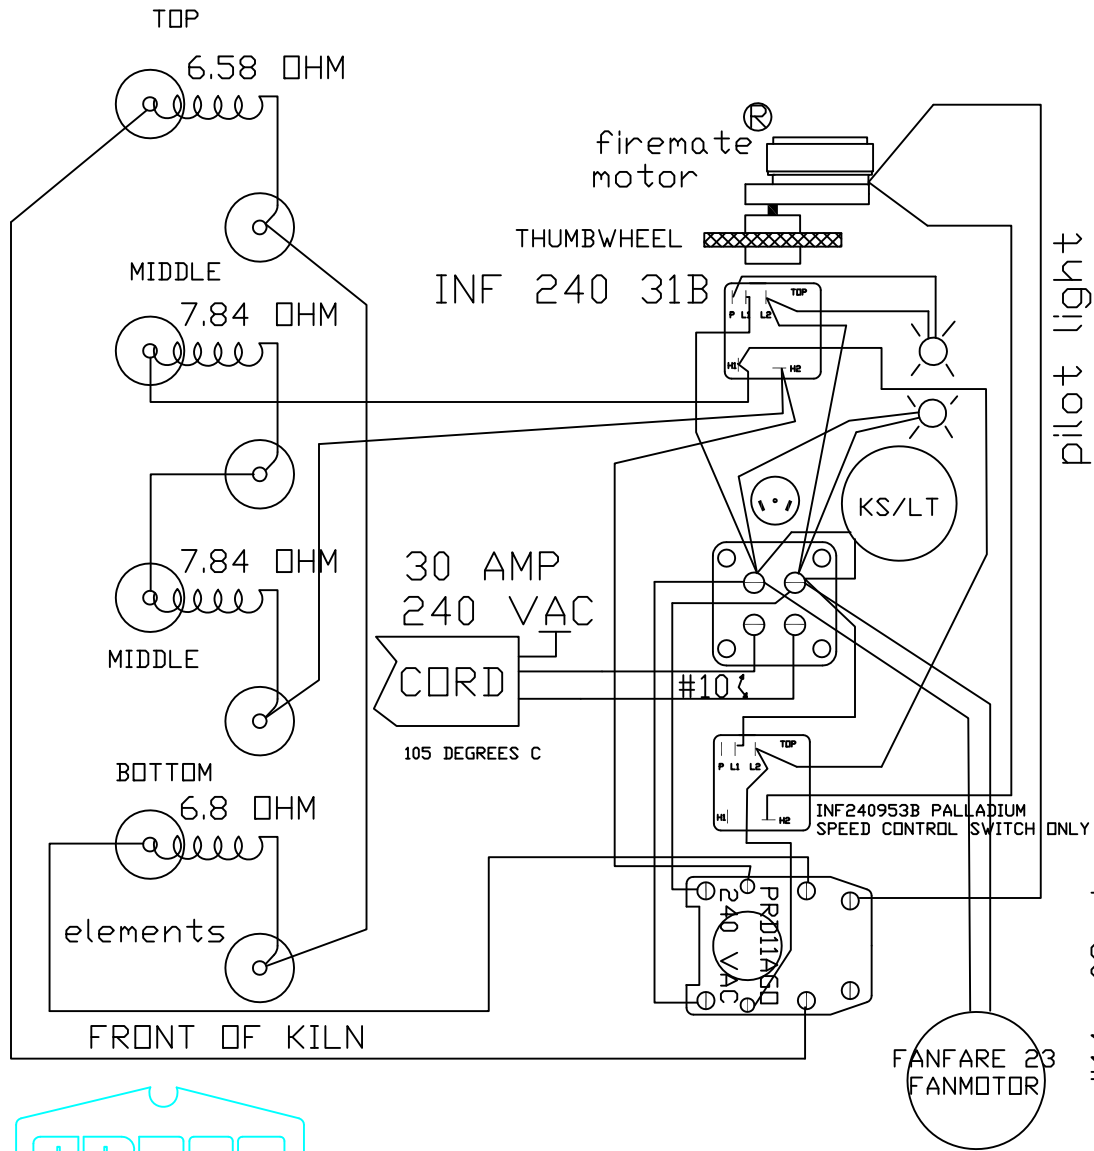 TOP
6.58 OHM
®
firemate
motor
THUMBWHEEL
MIDDLE
INF 240 31B
TOP
P L1 L2
7.84 OHM
H1 H2
pilot light
KS/LT
7.84 OHM
30 AMP
240 VAC
MIDDLE
CORD
#10
105 DEGREES C
TOP
P L1 L2
BOTTOM
6.8 OHM
H1 H2
INF240953B PALLADIUM
SPEED CONTROL SWITCH ONLY
PRD11AGO
240 VAC
elements
FRONT OF KILN
FANFARE 23
FANMOTOR